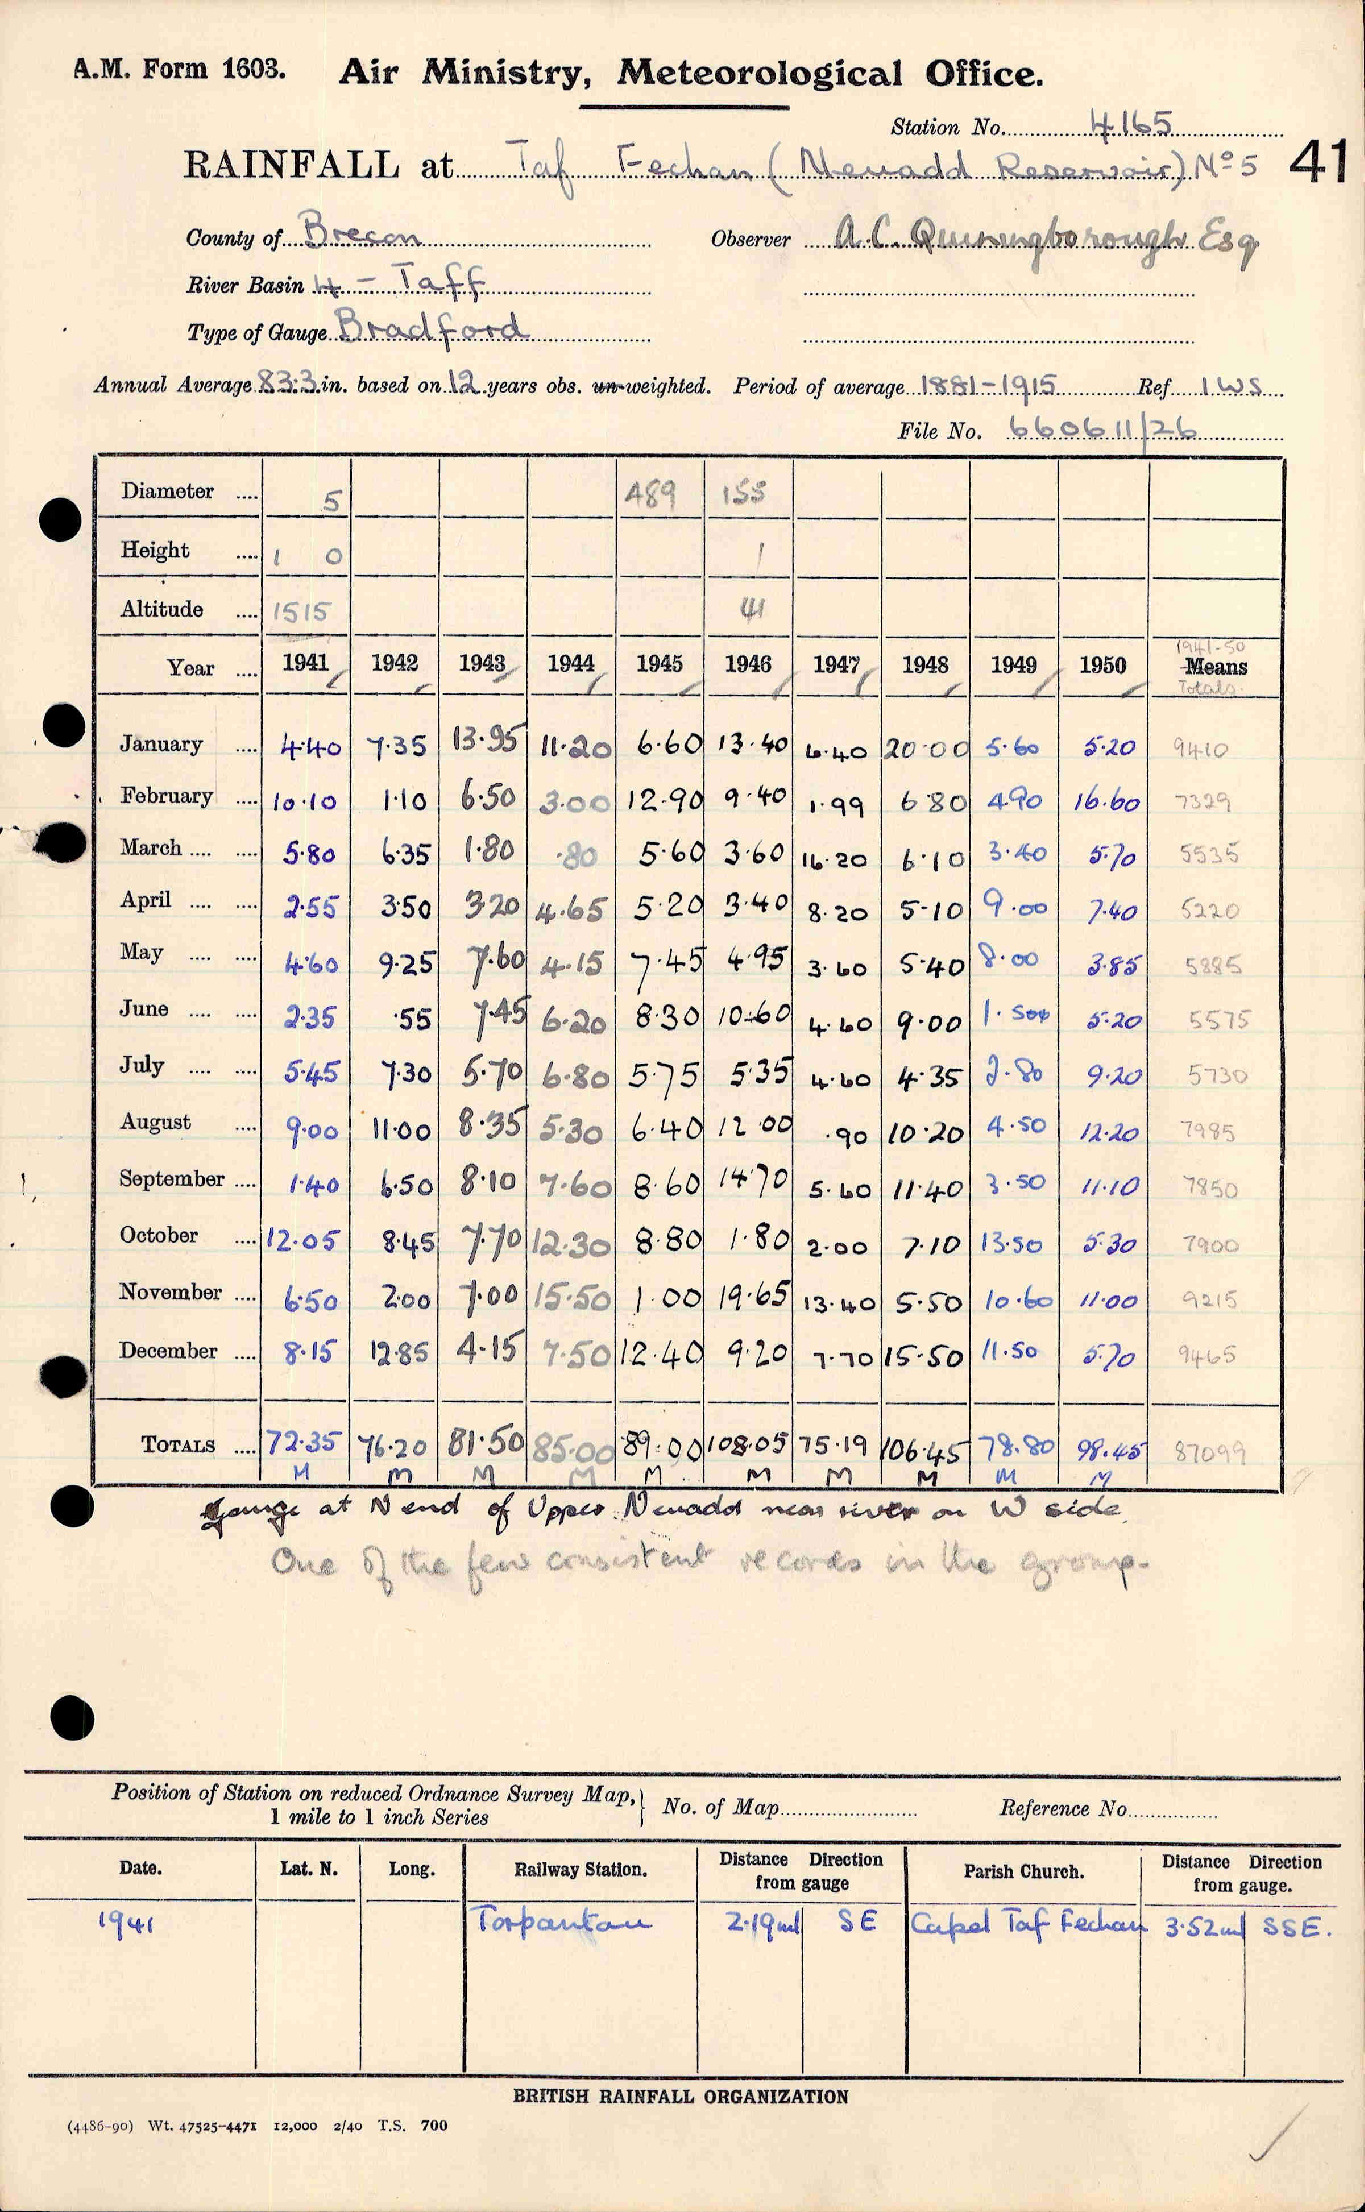 A.M. Form 1603. Air Ministry, Meteorological Office.
Station No. 4165
RAINFALL at Taf Fechan (Neuadd Reservoir) Nº 5 41
County of Brecon Observer A.C. Quinningborough Esq
River Basin 4 - Taff
Type of Gauge Bradford
Annual Average 83.3 in. based on 12 years obs. un-weighted. Period of average 1881-1915 Ref 1WS
File No. 660611/26
Diameter .... 5 489 155
Height .... 1 0 1
Altitude .... 1515
1941-50
Year .... 1941 1942 1943 1944 1945 1946 1947 1948 1949 1950 Means
Totals
January .... 4.40 7.35 13.95 11.20 6.60 13.40 6.40 20.00 5.60 5.20 9410
February .... 10.10 1.10 6.50 3.00 12.90 9.40 1.99 6.80 4.90 16.60 7329
March .... .... 5.80 6.35 1.80 .80 5.60 3.60 16.20 6.10 3.40 5.70 5535
April .... .... 2.55 3.50 3.20 4.65 5.20 3.40 8.20 5.10 9.00 7.40 5220
May .... .... 4.60 9.25 7.60 4.15 7.45 4.95 3.60 5.40 8.00 3.85 5885
June .... .... 2.35 .55 7.45 6.20 8.30 10.60 4.60 9.00 1.50 5.20 5575
July .... .... 5.45 7.30 5.70 6.80 5.75 5.35 4.60 4.35 2.80 9.20 5730
August .... 9.00 11.00 8.35 5.30 6.40 12.00 .90 10.20 4.50 12.20 7985
September .... 1.40 6.50 8.10 7.60 8.60 14.70 5.60 11.40 3.50 11.10 7850
October .... 12.05 8.45 7.70 12.30 8.80 1.80 2.00 7.10 13.50 5.30 7900
November .... 6.50 2.00 7.00 15.50 1.00 19.65 13.40 5.50 10.60 11.00 9215
December .... 8.15 12.85 4.15 7.50 12.40 9.20 7.70 15.50 11.50 5.70 9465
TOTALS .... 72.35 76.20 81.50 85.00 89.00 108.05 75.19 106.45 78.80 98.45 87099
M M M M M M M M M M
Gauge at N end of Upper Neuadd near river on W side
One of the few consistent records in the group.
Position of Station on reduced Ordnance Survey Map, 1 mile to 1 inch Series } No. of Map Reference No.
Date. Lat. N. Long. Railway Station. Distance Direction from gauge Parish Church. Distance Direction from gauge.
1941 Torpantau 2.19 ml SE Capel Taf Fechan 3.52 ml SSE.
BRITISH RAINFALL ORGANIZATION
(4486-90) Wt. 47525-4471 12,000 2/40 T.S. 700